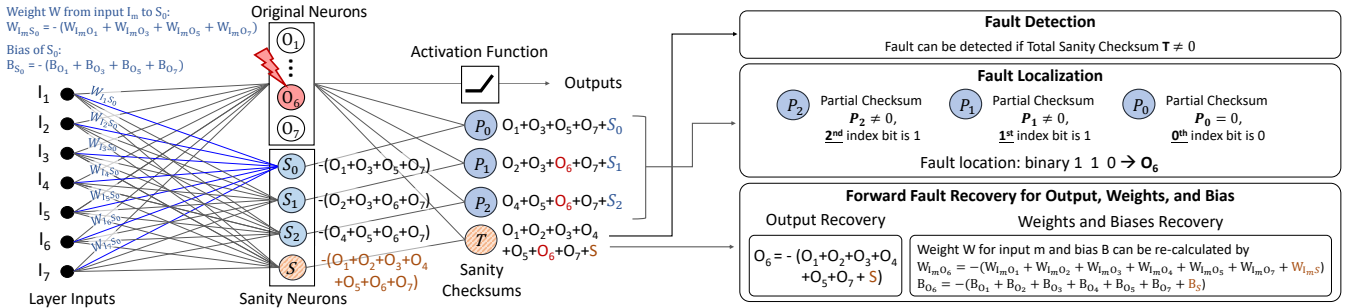 Weight W from input I_m to S_0:
W_{I_mS_0} = - (W_{I_mO_1} + W_{I_mO_3} + W_{I_mO_5} + W_{I_mO_7})
Bias of S_0:
B_{S_0} = - (B_{O_1} + B_{O_3} + B_{O_5} + B_{O_7})
I_1
I_2
I_3
I_4
I_5
I_6
I_7
Layer Inputs
W_{I_1S_0}
W_{I_2S_0}
W_{I_3S_0}
W_{I_4S_0}
W_{I_5S_0}
W_{I_6S_0}
W_{I_7S_0}
Original Neurons
O_1
O_6
O_7
S_0
S_1
S_2
S
Sanity Neurons
-(O_1+O_3+O_5+O_7)
-(O_2+O_3+O_6+O_7)
-(O_4+O_5+O_6+O_7)
-(O_1+O_2+O_3+O_4
+O_5+O_6+O_7)
Activation Function
Outputs
P_0 O_1+O_3+O_5+O_7+S_0
P_1 O_2+O_3+O_6+O_7+S_1
P_2 O_4+O_5+O_6+O_7+S_2
T O_1+O_2+O_3+O_4
+O_5+O_6+O_7+S
Sanity
Checksums
Fault Detection
Fault can be detected if Total Sanity Checksum T ≠ 0
Fault Localization
P_2 Partial Checksum
P_2 ≠ 0,
2nd index bit is 1
P_1 Partial Checksum
P_1 ≠ 0,
1st index bit is 1
P_0 Partial Checksum
P_0 = 0,
0th index bit is 0
Fault location: binary 1 1 0 → O_6
Forward Fault Recovery for Output, Weights, and Bias
Output Recovery
O_6 = - (O_1+O_2+O_3+O_4
+O_5+O_7 + S)
Weights and Biases Recovery
Weight W for input m and bias B can be re-calculated by
W_{I_mO_6} = −(W_{I_mO_1} + W_{I_mO_2} + W_{I_mO_3} + W_{I_mO_4} + W_{I_mO_5} + W_{I_mO_7} + W_{I_mS})
B_{O_6} = −(B_{O_1} + B_{O_2} + B_{O_3} + B_{O_4} + B_{O_5} + B_{O_7} + B_S)